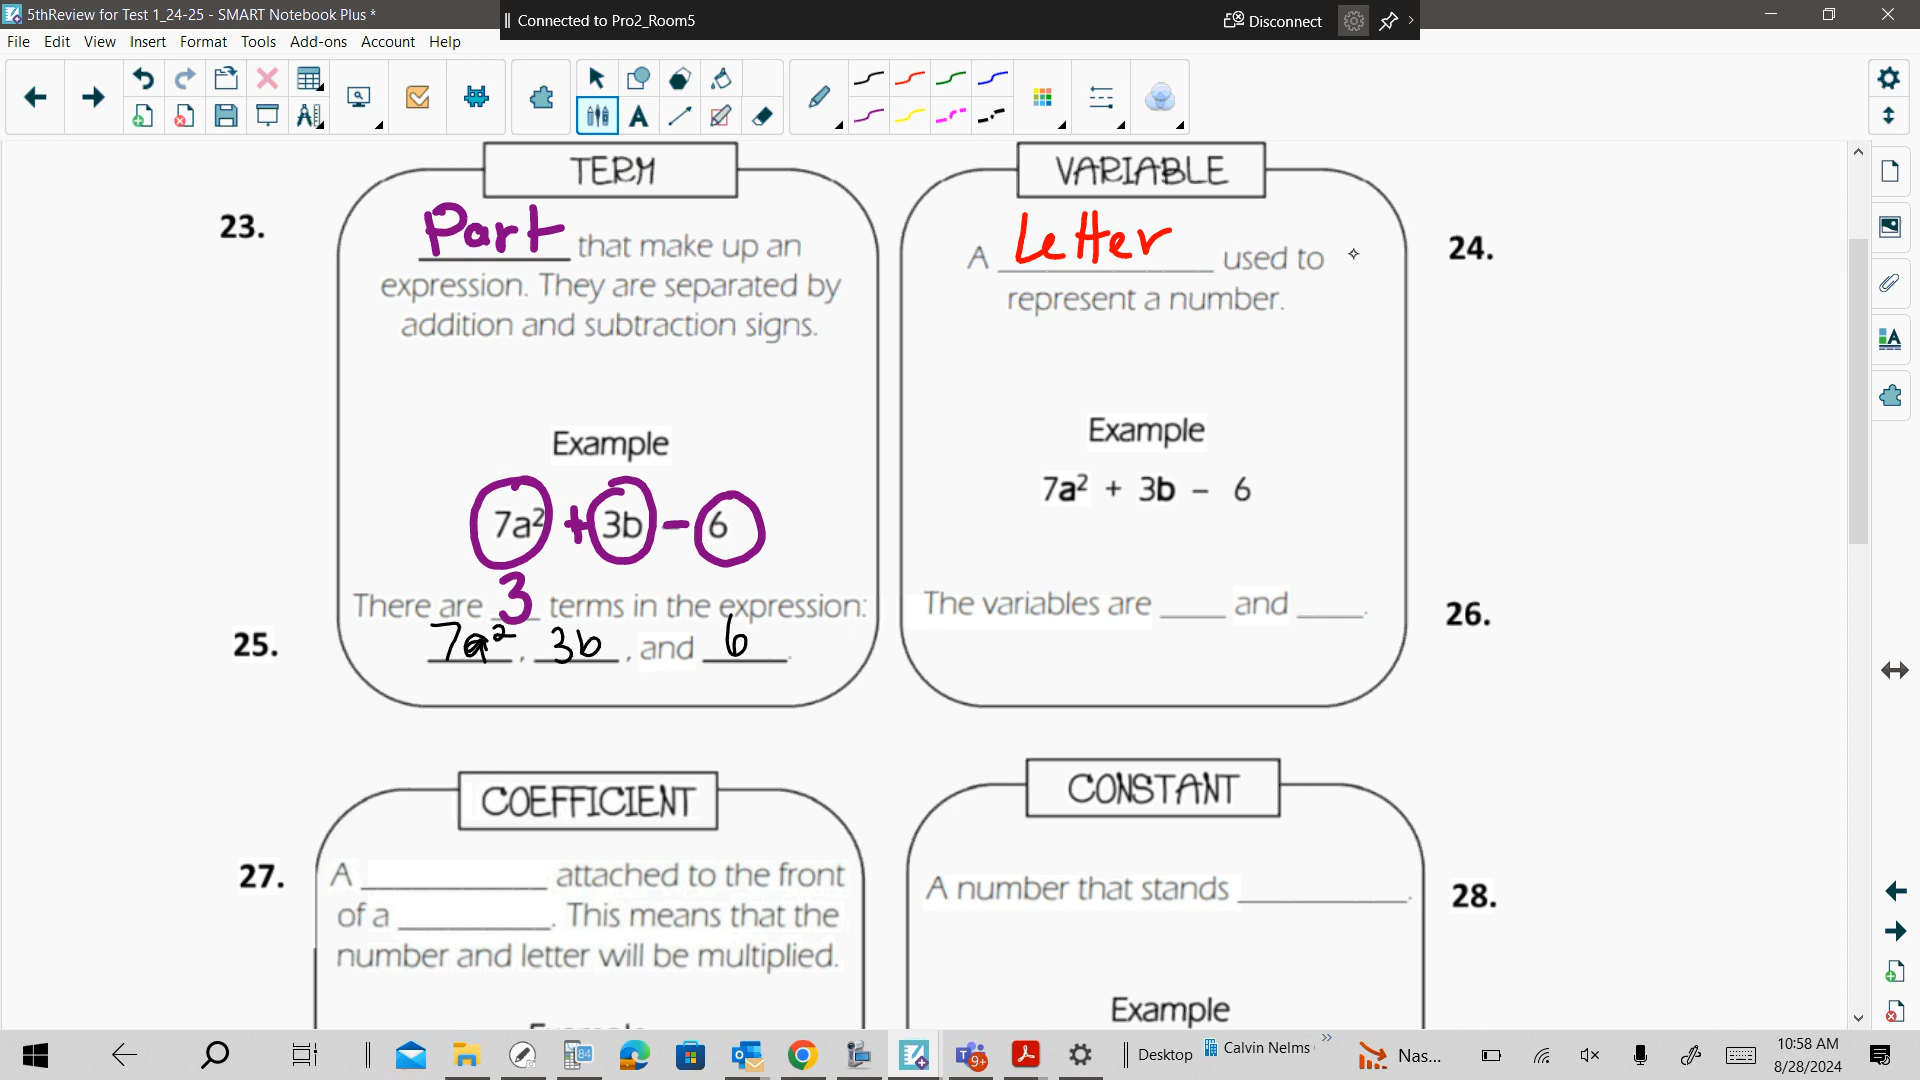 5thReview for Test 1_24-25 - SMART Notebook Plus *
Connected to Pro2_Room5
Disconnect
File Edit View Insert Format Tools Add-ons Account Help
TERM
23.
Part that make up an
expression. They are separated by
addition and subtraction signs.
Example
7a² + 3b - 6
There are 3 terms in the expression:
25.
7a², 3b, and 6.
VARIABLE
24.
A Letter used to
represent a number.
Example
7a² + 3b - 6
The variables are ____ and ____.
26.
COEFFICIENT
27.
A ____________ attached to the front
of a __________. This means that the
number and letter will be multiplied.
CONSTANT
A number that stands ___________.
28.
Example
84
9+
Desktop
Calvin Nelms
Nas...
10:58 AM
8/28/2024